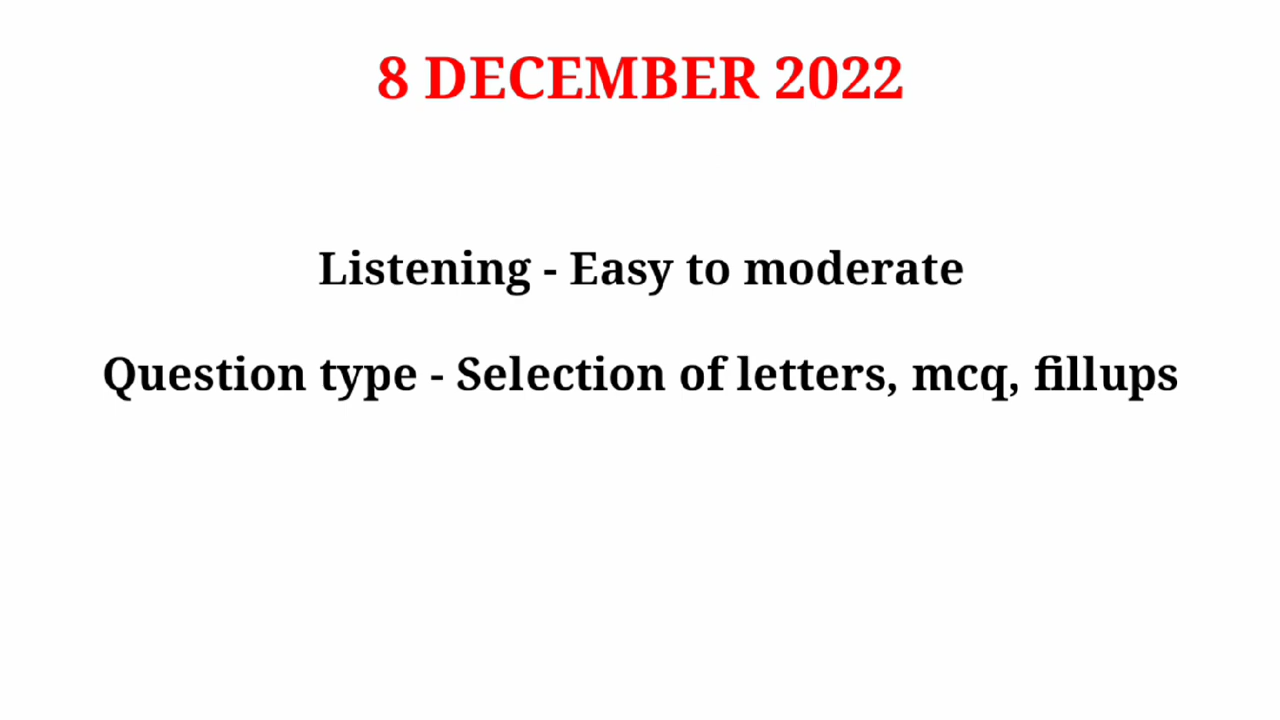 8 DECEMBER 2022
Listening - Easy to moderate
Question type - Selection of letters, mcq, fillups